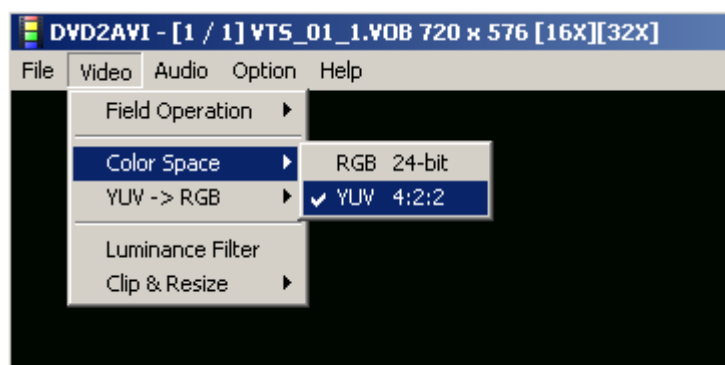 DVD2AVI - [1 / 1] VTS_01_1.VOB 720 x 576 [16X][32X]
File Video Audio Option Help
Field Operation
Color Space
RGB 24-bit
YUV -> RGB
YUV 4:2:2
Luminance Filter
Clip & Resize